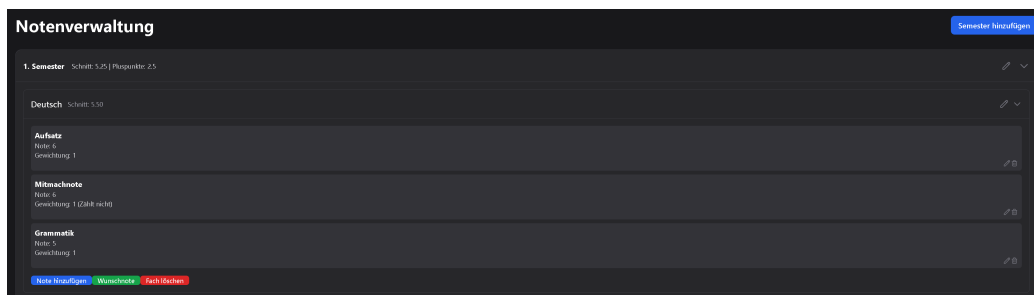 Notenverwaltung
Semester hinzufügen
1. Semester Schnitt: 5.25 | Pluspunkte: 2.5
Deutsch Schnitt: 5.50
Aufsatz
Note: 6
Gewichtung: 1
Mitmachnote
Note: 6
Gewichtung: 1 (Zählt nicht)
Grammatik
Note: 5
Gewichtung: 1
Note hinzufügen Wunschnote Fach löschen